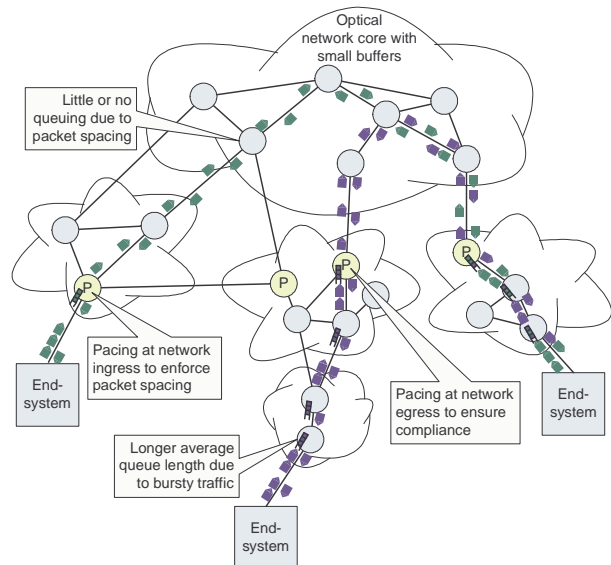 Optical
network core with
small buffers
Little or no
queuing due to
packet spacing
P
P
P
P
Pacing at network
ingress to enforce
packet spacing
End-
system
Pacing at network
egress to ensure
compliance
End-
system
Longer average
queue length due
to bursty traffic
End-
system